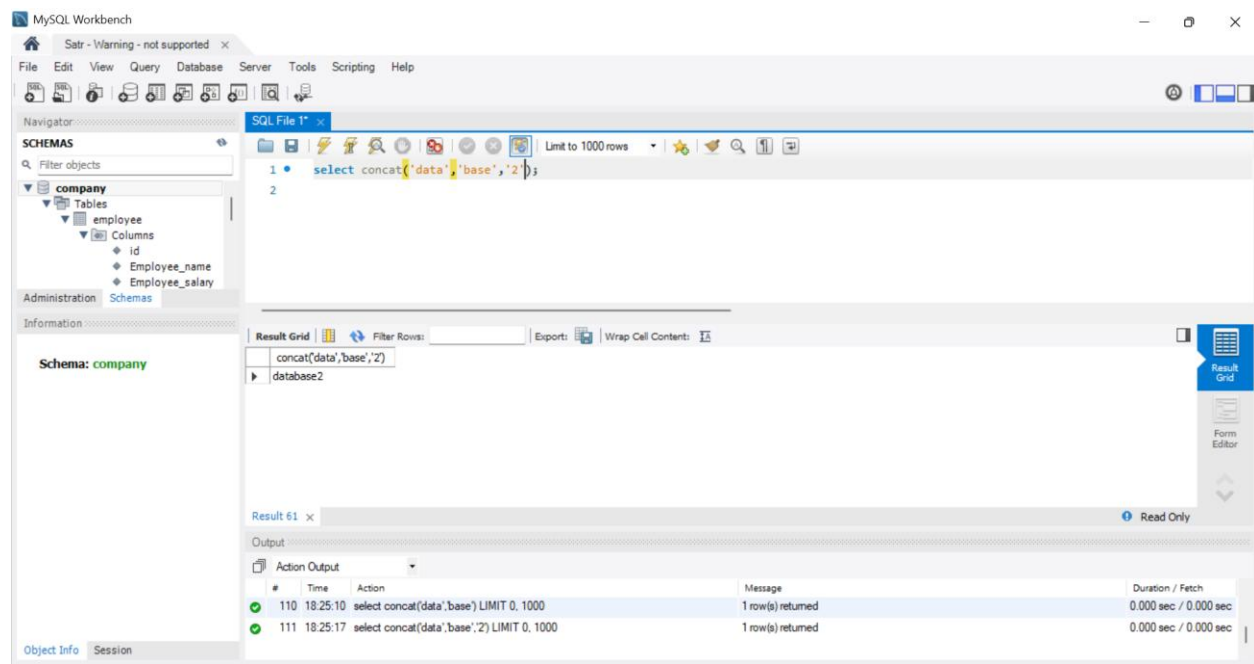 MySQL Workbench
Satr - Warning - not supported
File Edit View Query Database Server Tools Scripting Help
Navigator
SCHEMAS
Filter objects
company
Tables
employee
Columns
id
Employee_name
Employee_salary
Administration Schemas
Information
Schema: company
Object Info Session
SQL File 1*
Limit to 1000 rows
1 select concat('data','base','2');
2
Result Grid Filter Rows: Export: Wrap Cell Content:
concat('data','base','2')
database2
Result Grid
Form Editor
Result 61
Read Only
Output
Action Output
# Time Action Message Duration / Fetch
110 18:25:10 select concat('data','base') LIMIT 0, 1000 1 row(s) returned 0.000 sec / 0.000 sec
111 18:25:17 select concat('data','base','2') LIMIT 0, 1000 1 row(s) returned 0.000 sec / 0.000 sec